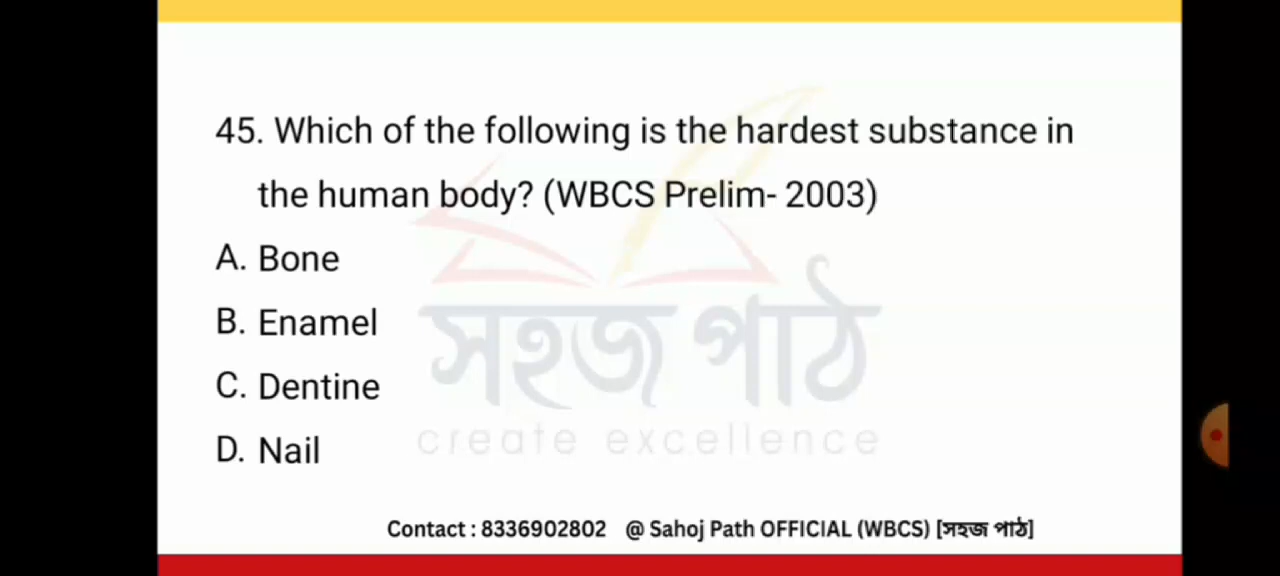 45. Which of the following is the hardest substance in
the human body? (WBCS Prelim- 2003)
A. Bone
B. Enamel
C. Dentine
D. Nail
সহজ পাঠ
create excellence
Contact : 8336902802 @ Sahoj Path OFFICIAL (WBCS) [সহজ পাঠ]